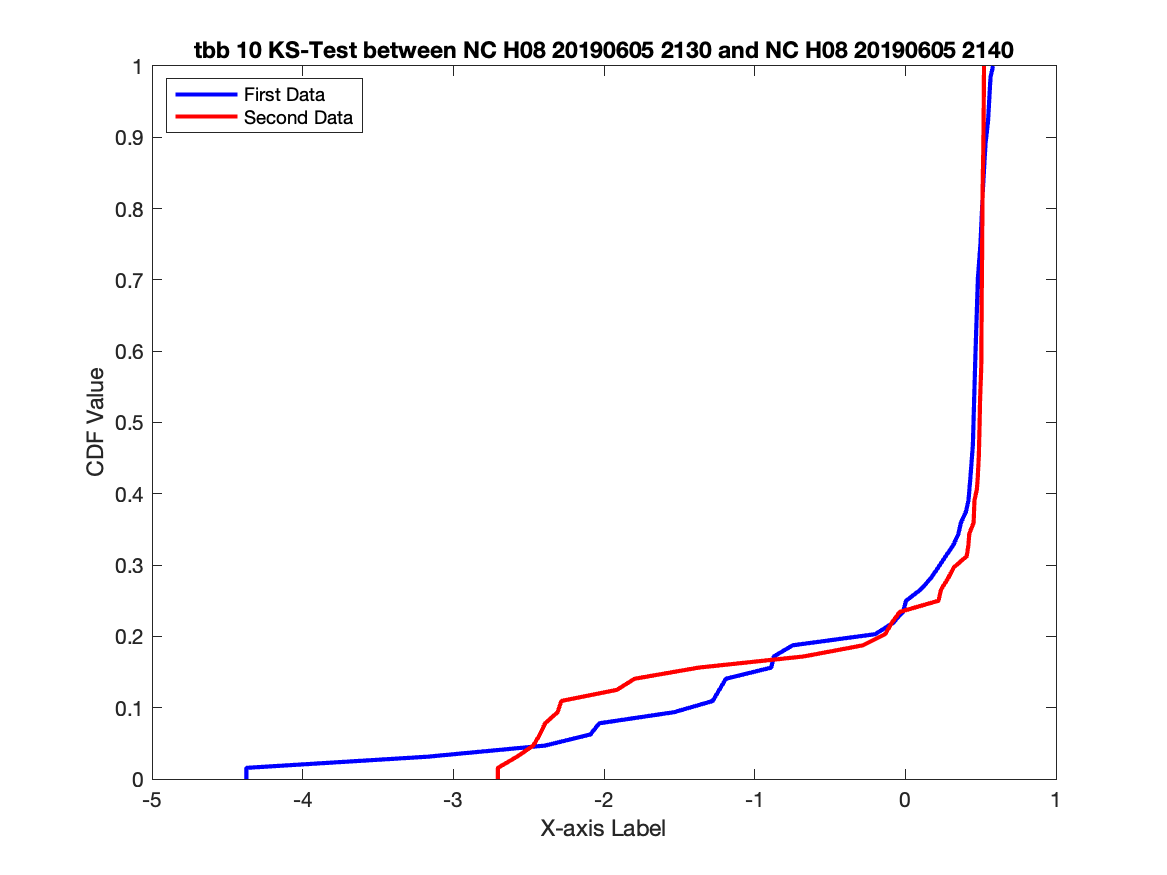 tbb 10 KS-Test between NC H08 20190605 2130 and NC H08 20190605 2140
First Data
Second Data
CDF Value
1
0.9
0.8
0.7
0.6
0.5
0.4
0.3
0.2
0.1
0
-5 -4 -3 -2 -1 0 1
X-axis Label